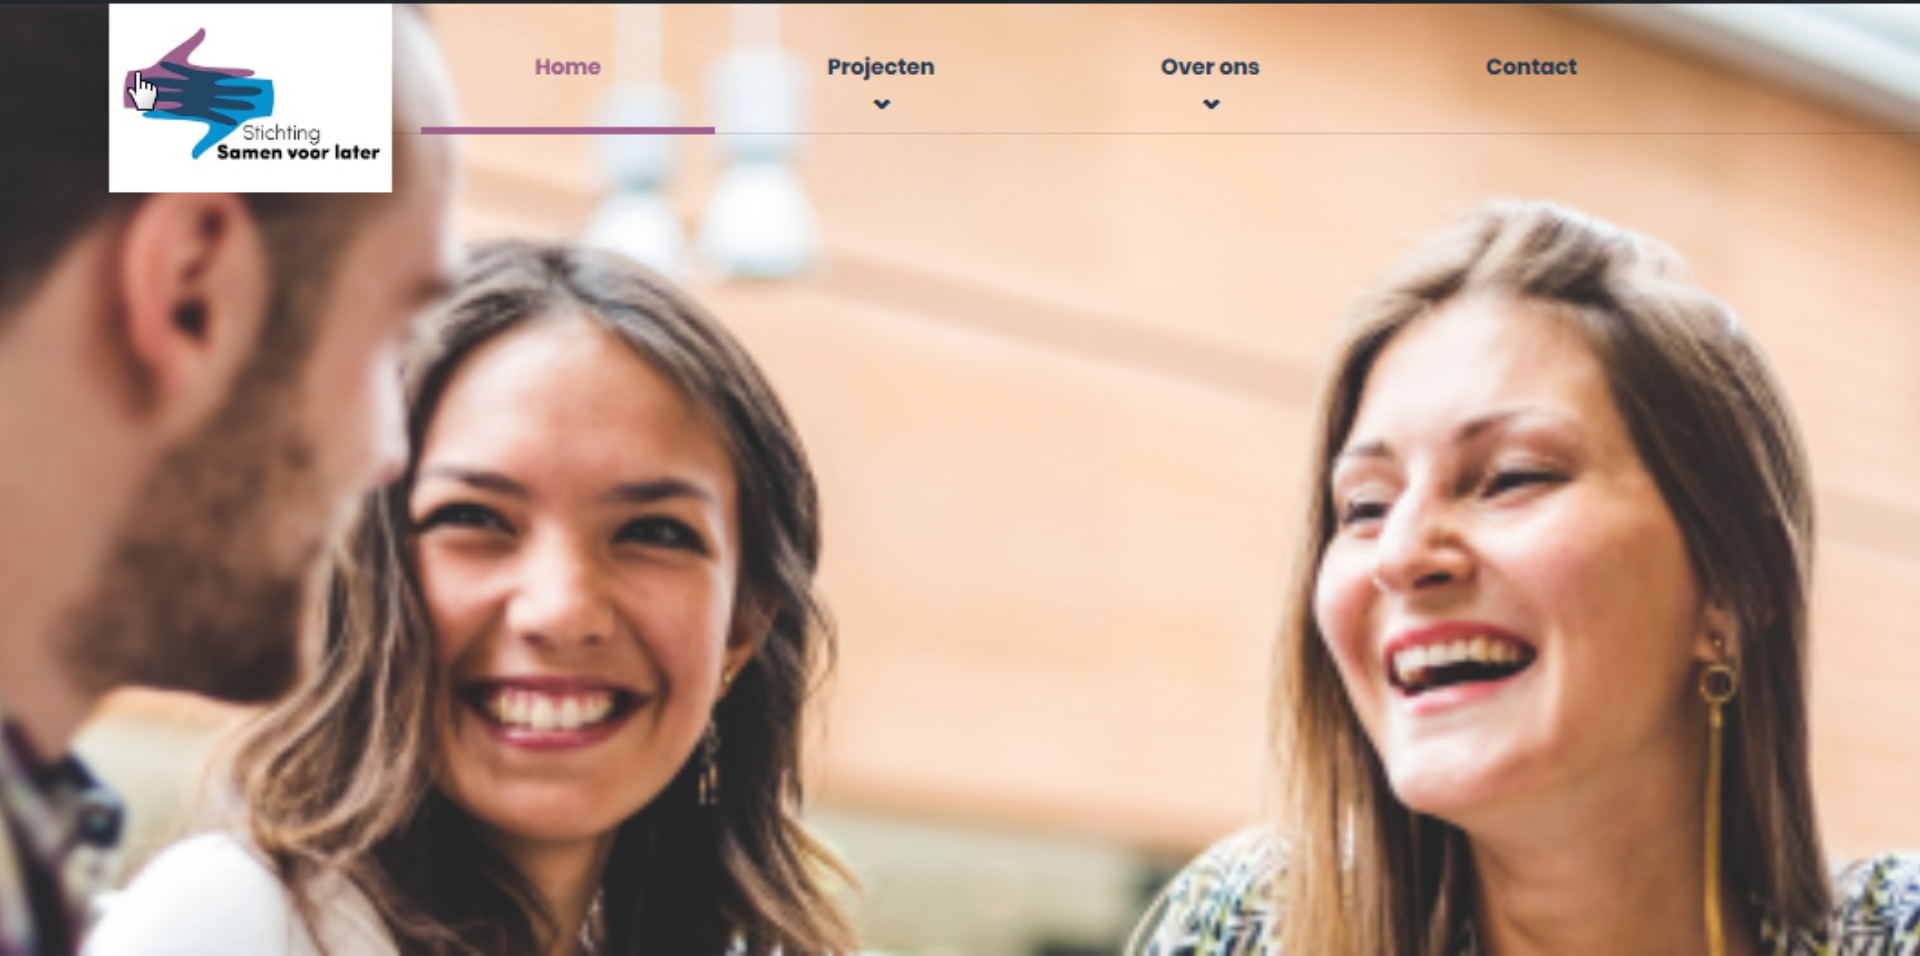 Home
Projecten
Over ons
Contact
Stichting
Samen voor later